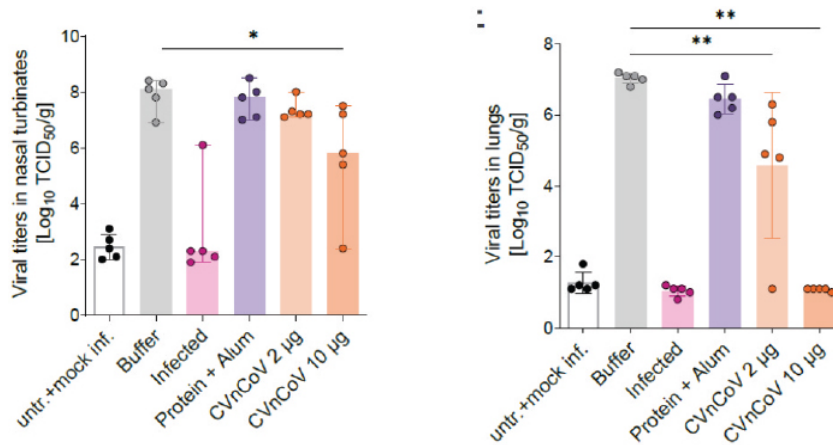 *
10
8
6
4
2
0
Viral titers in nasal turbinates
[Log10 TCID50/g]
untr.+mock inf.
Buffer
Infected
Protein + Alum
CVnCoV 2 µg
CVnCoV 10 µg
**
**
8
6
4
2
0
Viral titers in lungs
[Log10 TCID50/g]
untr.+mock inf.
Buffer
Infected
Protein + Alum
CVnCoV 2 µg
CVnCoV 10 µg